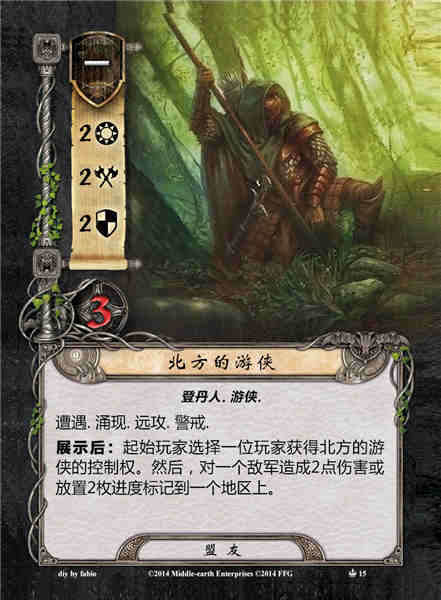 –
2
2
2
3
北方的游侠
登丹人. 游侠.
遭遇. 涌现. 远攻. 警戒.
展示后：起始玩家选择一位玩家获得北方的游
侠的控制权。然后，对一个敌军造成2点伤害或
放置2枚进度标记到一个地区上。
盟友
diy by fabio ©2014 Middle-earth Enterprises ©2014 FFG 15